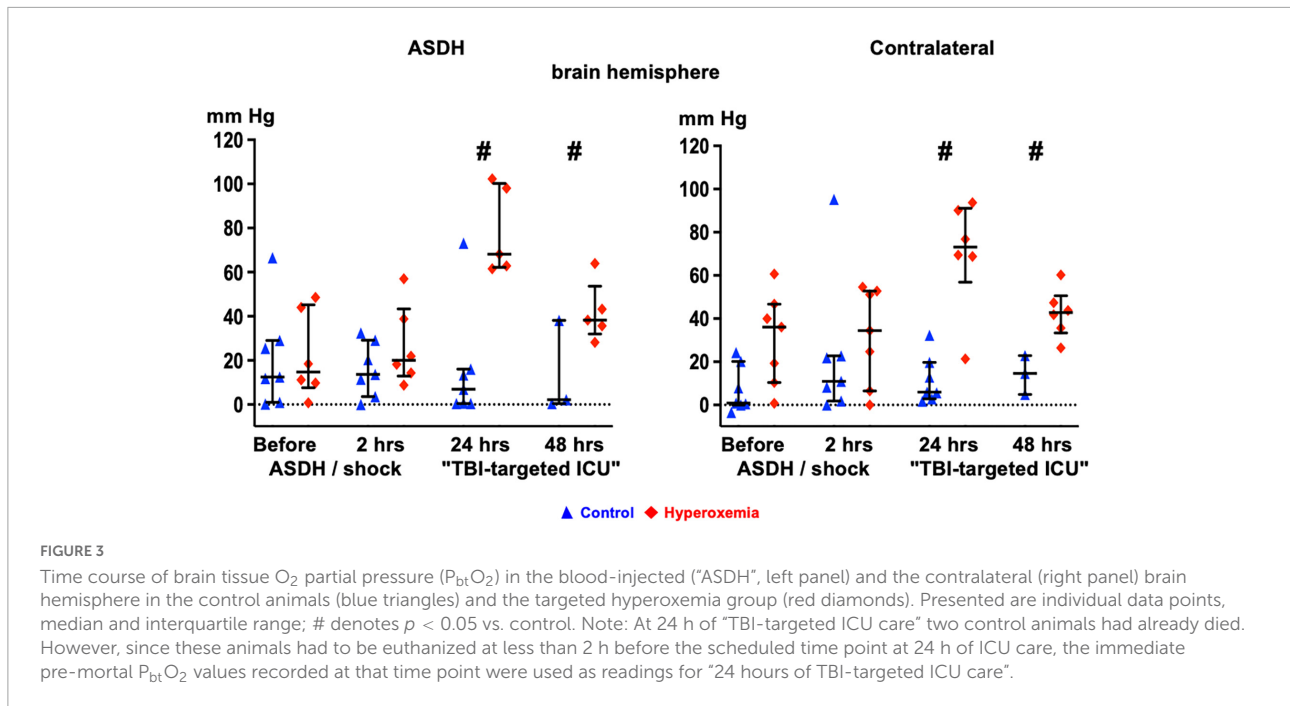 ASDH Contralateral
brain hemisphere
mm Hg
120
100
80
60
40
20
0
# #
Before 2 hrs 24 hrs 48 hrs
ASDH / shock "TBI-targeted ICU"
mm Hg
120
100
80
60
40
20
0
# #
Before 2 hrs 24 hrs 48 hrs
ASDH / shock "TBI-targeted ICU"
Control Hyperoxemia
FIGURE 3
Time course of brain tissue O2 partial pressure (PbtO2) in the blood-injected (“ASDH”, left panel) and the contralateral (right panel) brain
hemisphere in the control animals (blue triangles) and the targeted hyperoxemia group (red diamonds). Presented are individual data points,
median and interquartile range; # denotes p < 0.05 vs. control. Note: At 24 h of “TBI-targeted ICU care” two control animals had already died.
However, since these animals had to be euthanized at less than 2 h before the scheduled time point at 24 h of ICU care, the immediate
pre-mortal PbtO2 values recorded at that time point were used as readings for “24 hours of TBI-targeted ICU care”.